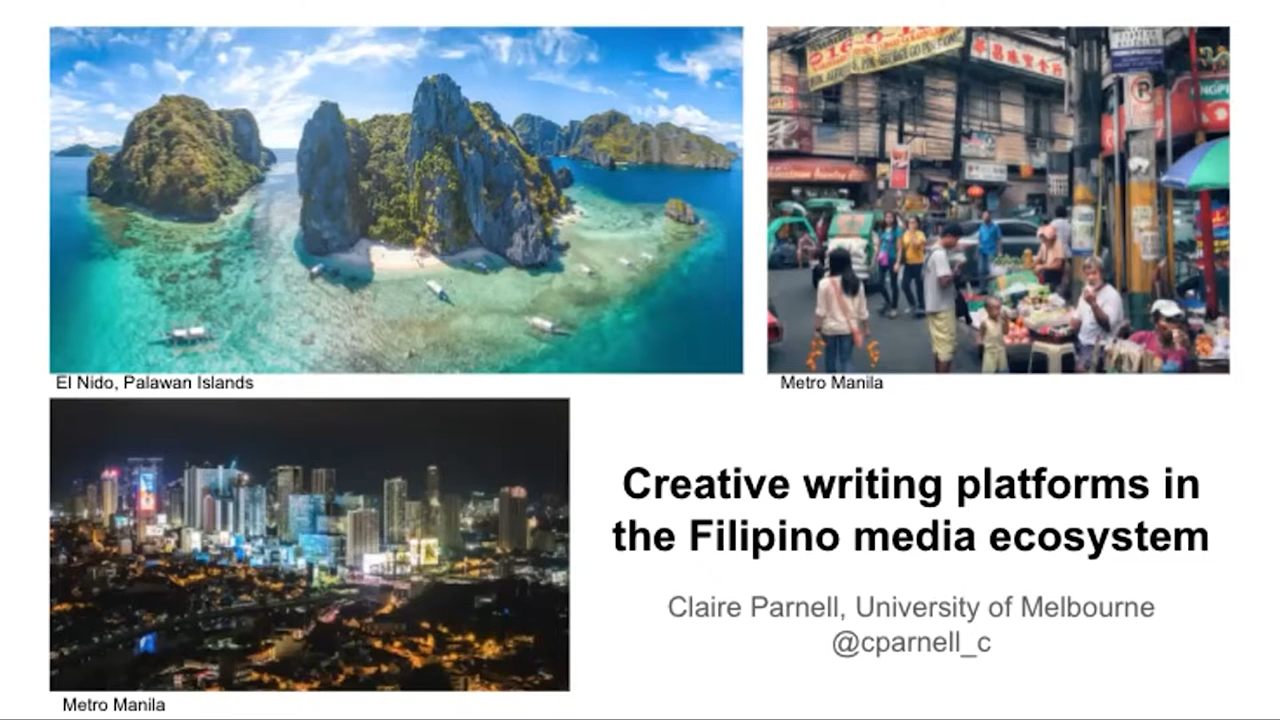 El Nido, Palawan Islands
Metro Manila
Creative writing platforms in
the Filipino media ecosystem
Claire Parnell, University of Melbourne
@cparnell_c
Metro Manila